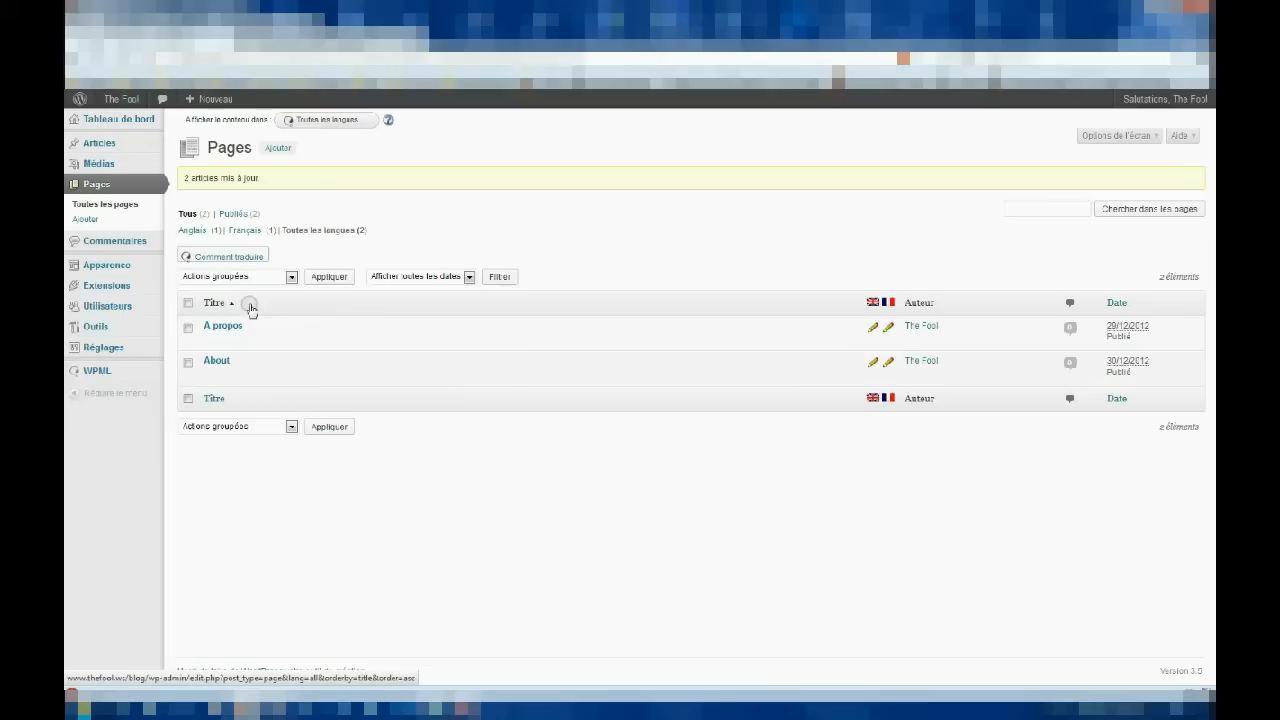 The Fool
Nouveau
Salutations, The Fool
Tableau de bord
Articles
Médias
Pages
Toutes les pages
Ajouter
Commentaires
Apparence
Extensions
Utilisateurs
Outils
Réglages
WPML
Réduire le menu
Afficher le contenu dans : Toutes les langues
Options de l'écran
Aide
Pages Ajouter
2 articles mis à jour.
Tous (2) | Publiés (2)
Chercher dans les pages
Anglais (1) | Français (1) | Toutes les langues (2)
Comment traduire
Actions groupées Appliquer Afficher toutes les dates Filtrer 2 éléments
Titre Auteur Date
A propos The Fool 0 29/12/2012
Publié
About The Fool 0 30/12/2012
Publié
Titre Auteur Date
Actions groupées Appliquer 2 éléments
Version 3.5
www.thefool.ws/blog/wp-admin/edit.php?post_type=page&lang=all&orderby=title&order=asc